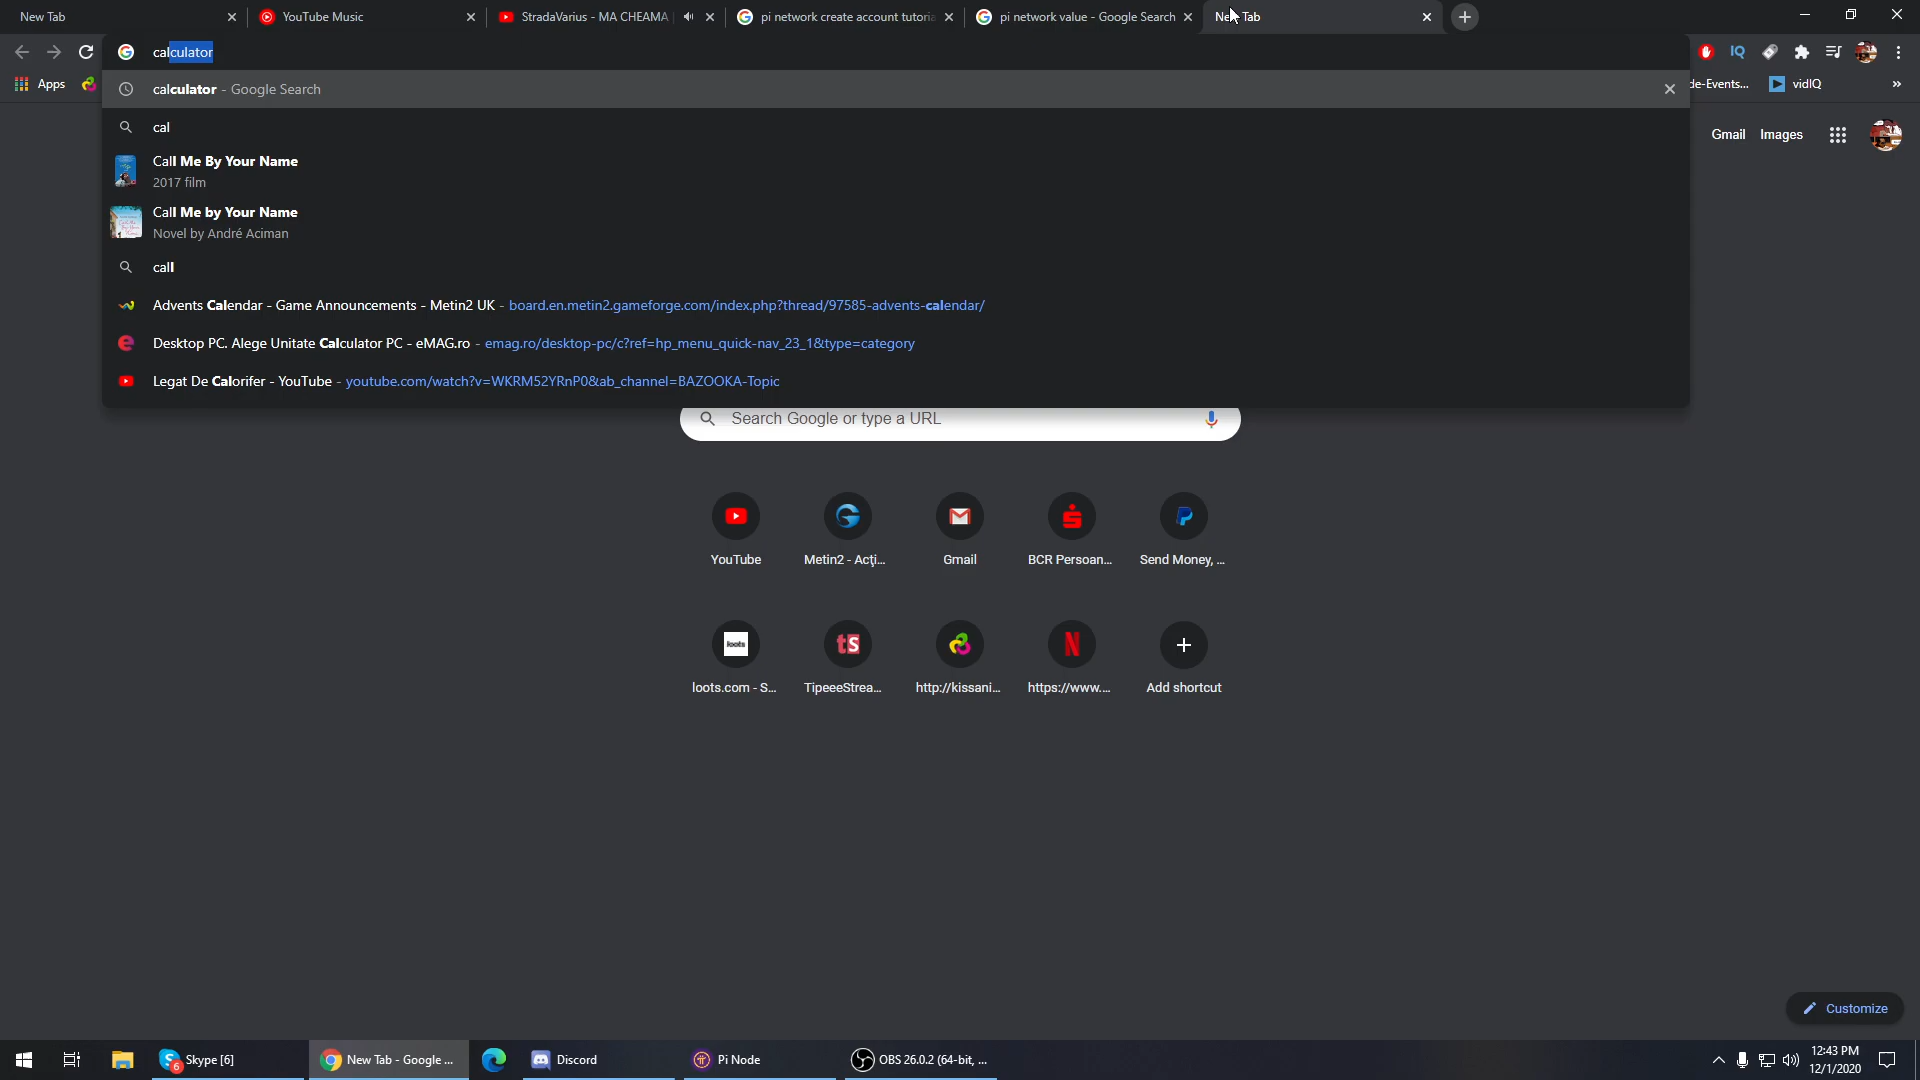 New Tab
YouTube Music
StradaVarius - MA CHEAMA
pi network create account tutoria
pi network value - Google Search
New Tab
calculator
Apps
de-Events...
vidIQ
»
calculator - Google Search
cal
Call Me By Your Name
2017 film
Call Me by Your Name
Novel by André Aciman
call
Advents Calendar - Game Announcements - Metin2 UK - board.en.metin2.gameforge.com/index.php?thread/97585-advents-calendar/
Desktop PC. Alege Unitate Calculator PC - eMAG.ro - emag.ro/desktop-pc/c?ref=hp_menu_quick-nav_23_1&type=category
Legat De Calorifer - YouTube - youtube.com/watch?v=WKRM52YRnP0&ab_channel=BAZOOKA-Topic
Gmail Images
Search Google or type a URL
YouTube
Metin2 - Acți...
Gmail
BCR Persoan...
Send Money, ...
loots
tS
loots.com - S...
TipeeeStrea...
http://kissani...
https://www....
Add shortcut
Customize
Skype [6]
6
New Tab - Google ...
Discord
Pi Node
OBS 26.0.2 (64-bit, ...
12:43 PM
12/1/2020